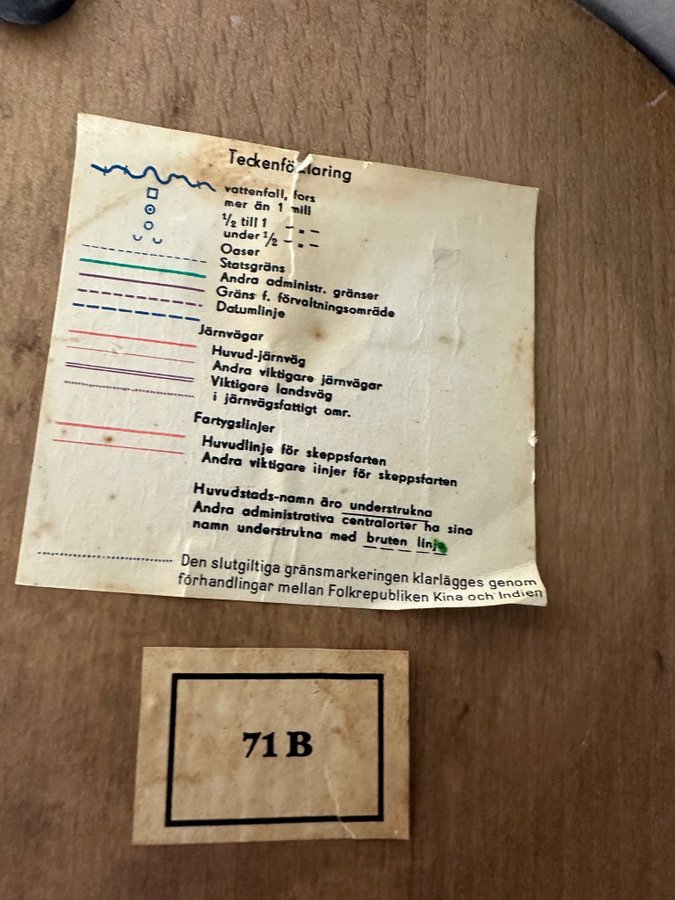 Teckenförklaring
vattenfall, fors
mer än 1 mill
½ till 1 – „ –
under ½ – „ –
Oaser
Statsgräns
Andra administr. gränser
Gräns f. förvaltningsområde
Datumlinje
Järnvägar
Huvud-järnväg
Andra viktigare järnvägar
Viktigare landsväg
i järnvägsfattigt omr.
Fartygslinjer
Huvudlinje för skeppsfarten
Andra viktigare linjer för skeppsfarten
Huvudstads-namn äro understrukna
Andra administrativa centralorter ha sina
namn understrukna med bruten linje
Den slutgiltiga gränsmarkeringen klarlägges genom
förhandlingar mellan Folkrepubliken Kina och Indien
71 B